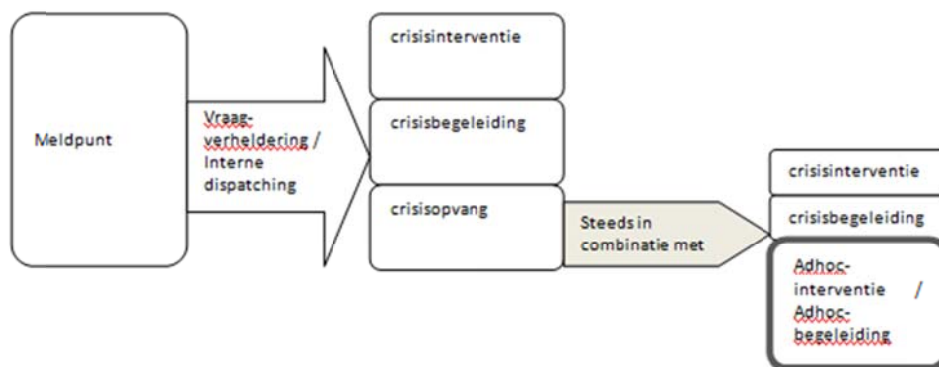 Meldpunt
Vraag-
verheldering /
Interne
dispatching
crisisinterventie
crisisbegeleiding
crisisopvang
Steeds in
combinatie met
crisisinterventie
crisisbegeleiding
Adhoc-
interventie /
Adhoc-
begeleiding